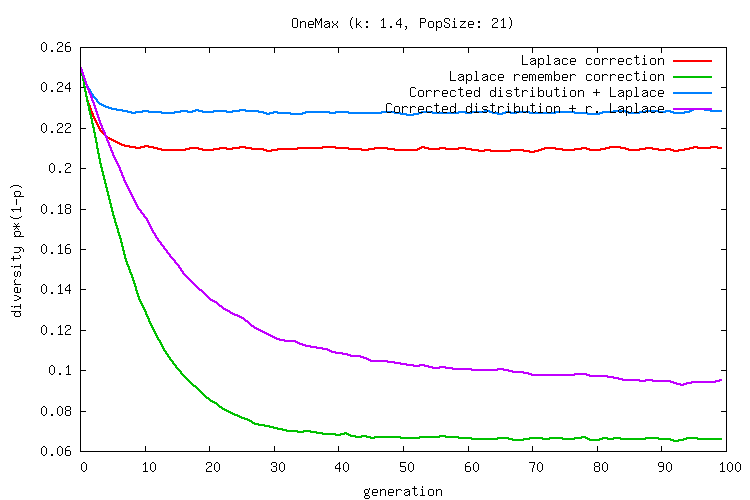 OneMax (k: 1.4, PopSize: 21)
Laplace correction
Laplace remember correction
Corrected distribution + Laplace
Corrected distribution + r. Laplace
diversity p*(1-p)
0.26
0.24
0.22
0.2
0.18
0.16
0.14
0.12
0.1
0.08
0.06
0 10 20 30 40 50 60 70 80 90 100
generation